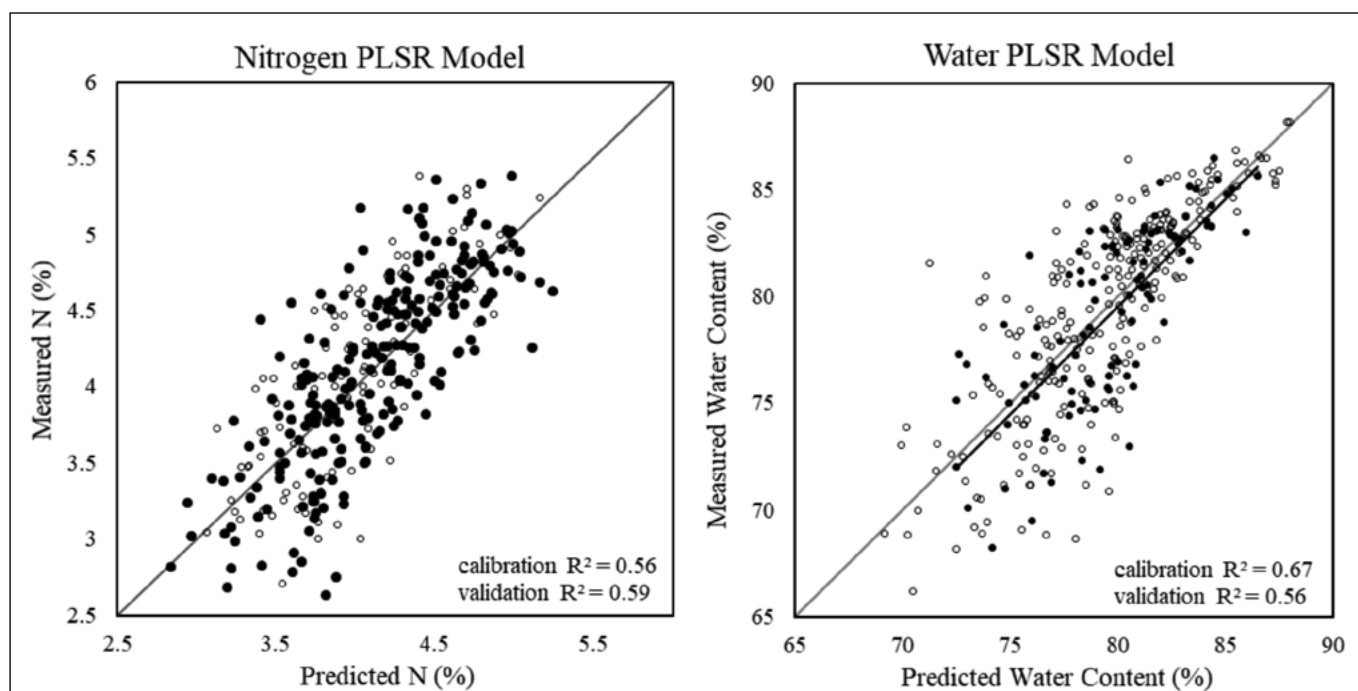 Nitrogen PLSR Model
6
5.5
5
4.5
4
3.5
3
2.5
Measured N (%)
calibration R² = 0.56
validation R² = 0.59
2.5
3.5
4.5
5.5
Predicted N (%)
Water PLSR Model
90
85
80
75
70
65
Measured Water Content (%)
calibration R² = 0.67
validation R² = 0.56
65
70
75
80
85
90
Predicted Water Content (%)